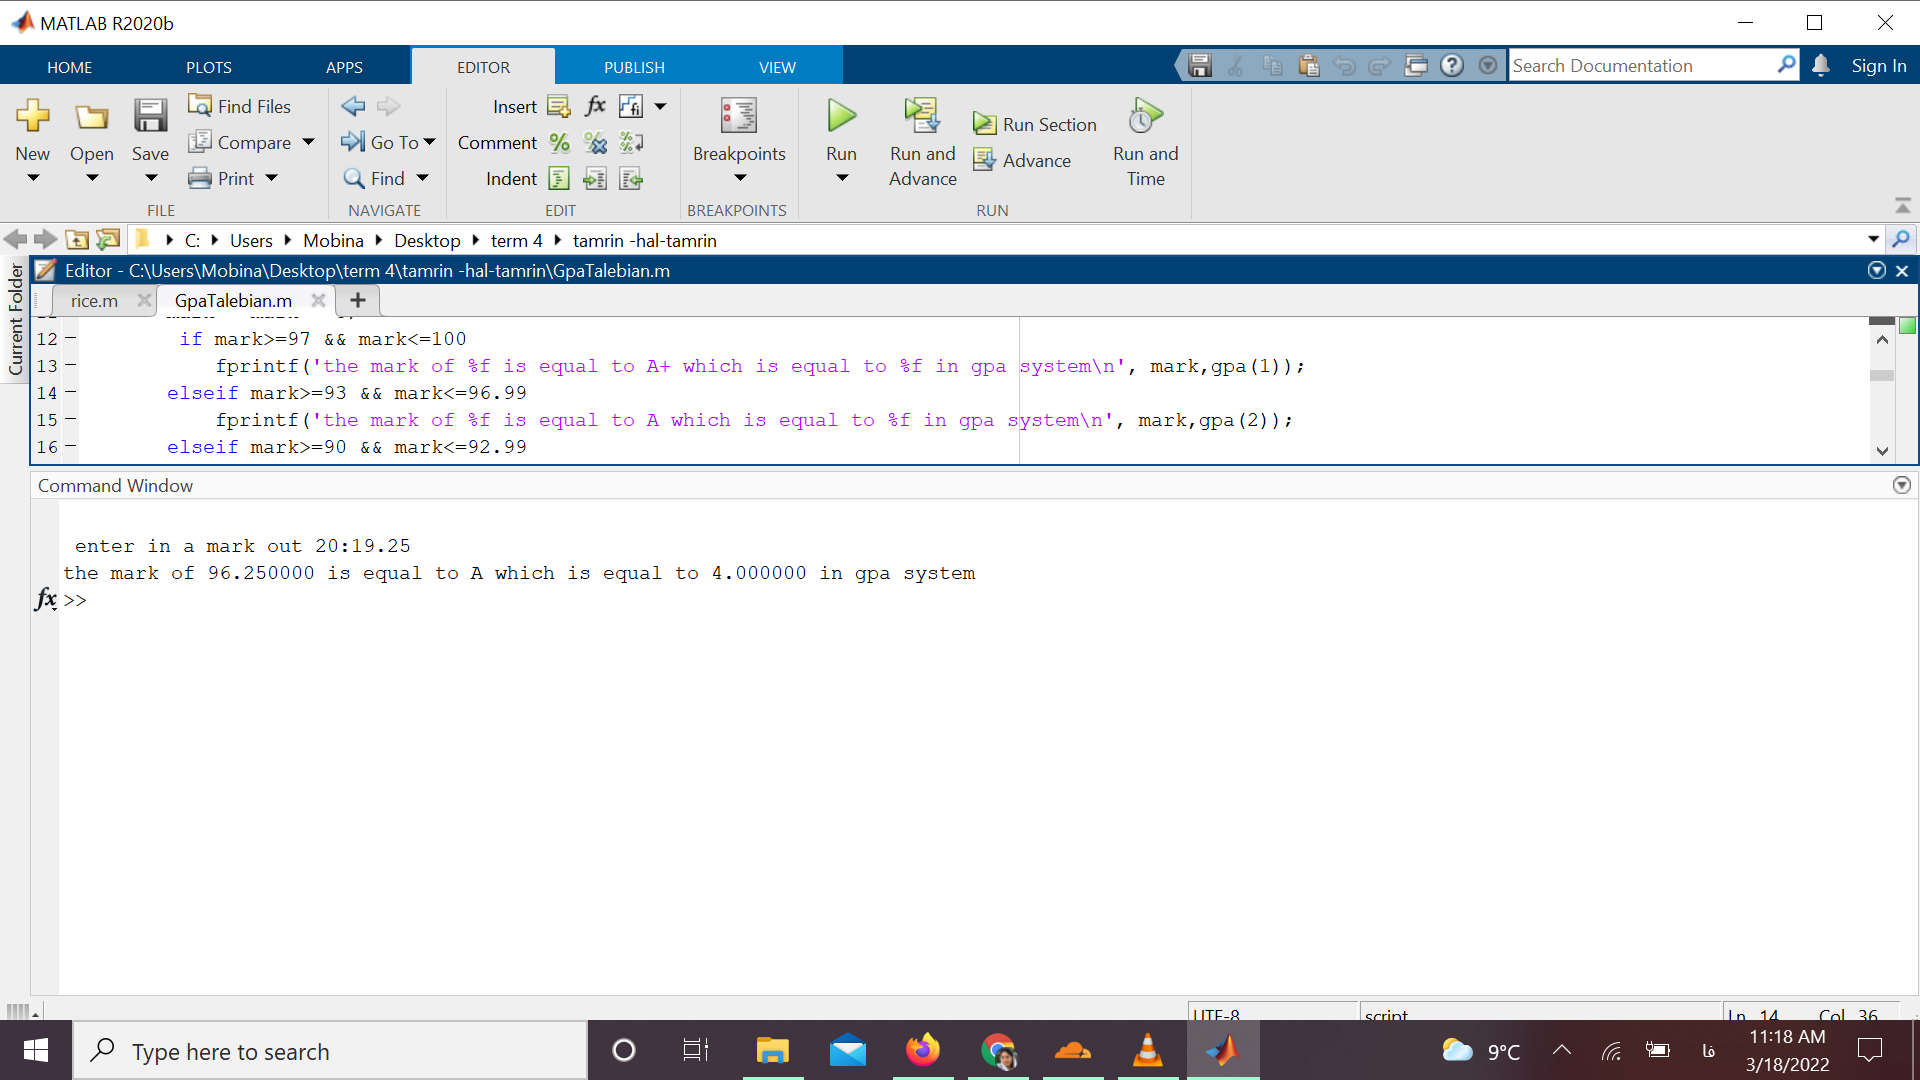 MATLAB R2020b
HOME PLOTS APPS EDITOR PUBLISH VIEW
Search Documentation
Sign In
New
Open
Save
Find Files
Compare
Print
FILE
Go To
Find
NAVIGATE
Insert
Comment
Indent
EDIT
Breakpoints
BREAKPOINTS
Run
Run and Advance
Run Section
Advance
Run and Time
RUN
C: Users Mobina Desktop term 4 tamrin -hal-tamrin
Current Folder
Editor - C:\Users\Mobina\Desktop\term 4\tamrin -hal-tamrin\GpaTalebian.m
rice.m GpaTalebian.m +
12 if mark>=97 && mark<=100
13 fprintf('the mark of %f is equal to A+ which is equal to %f in gpa system\n', mark,gpa(1));
14 elseif mark>=93 && mark<=96.99
15 fprintf('the mark of %f is equal to A which is equal to %f in gpa system\n', mark,gpa(2));
16 elseif mark>=90 && mark<=92.99
Command Window
enter in a mark out 20:19.25
the mark of 96.250000 is equal to A which is equal to 4.000000 in gpa system
fx >>
UTF-8 script Ln 14 Col 36
Type here to search
9°C
فا
11:18 AM
3/18/2022